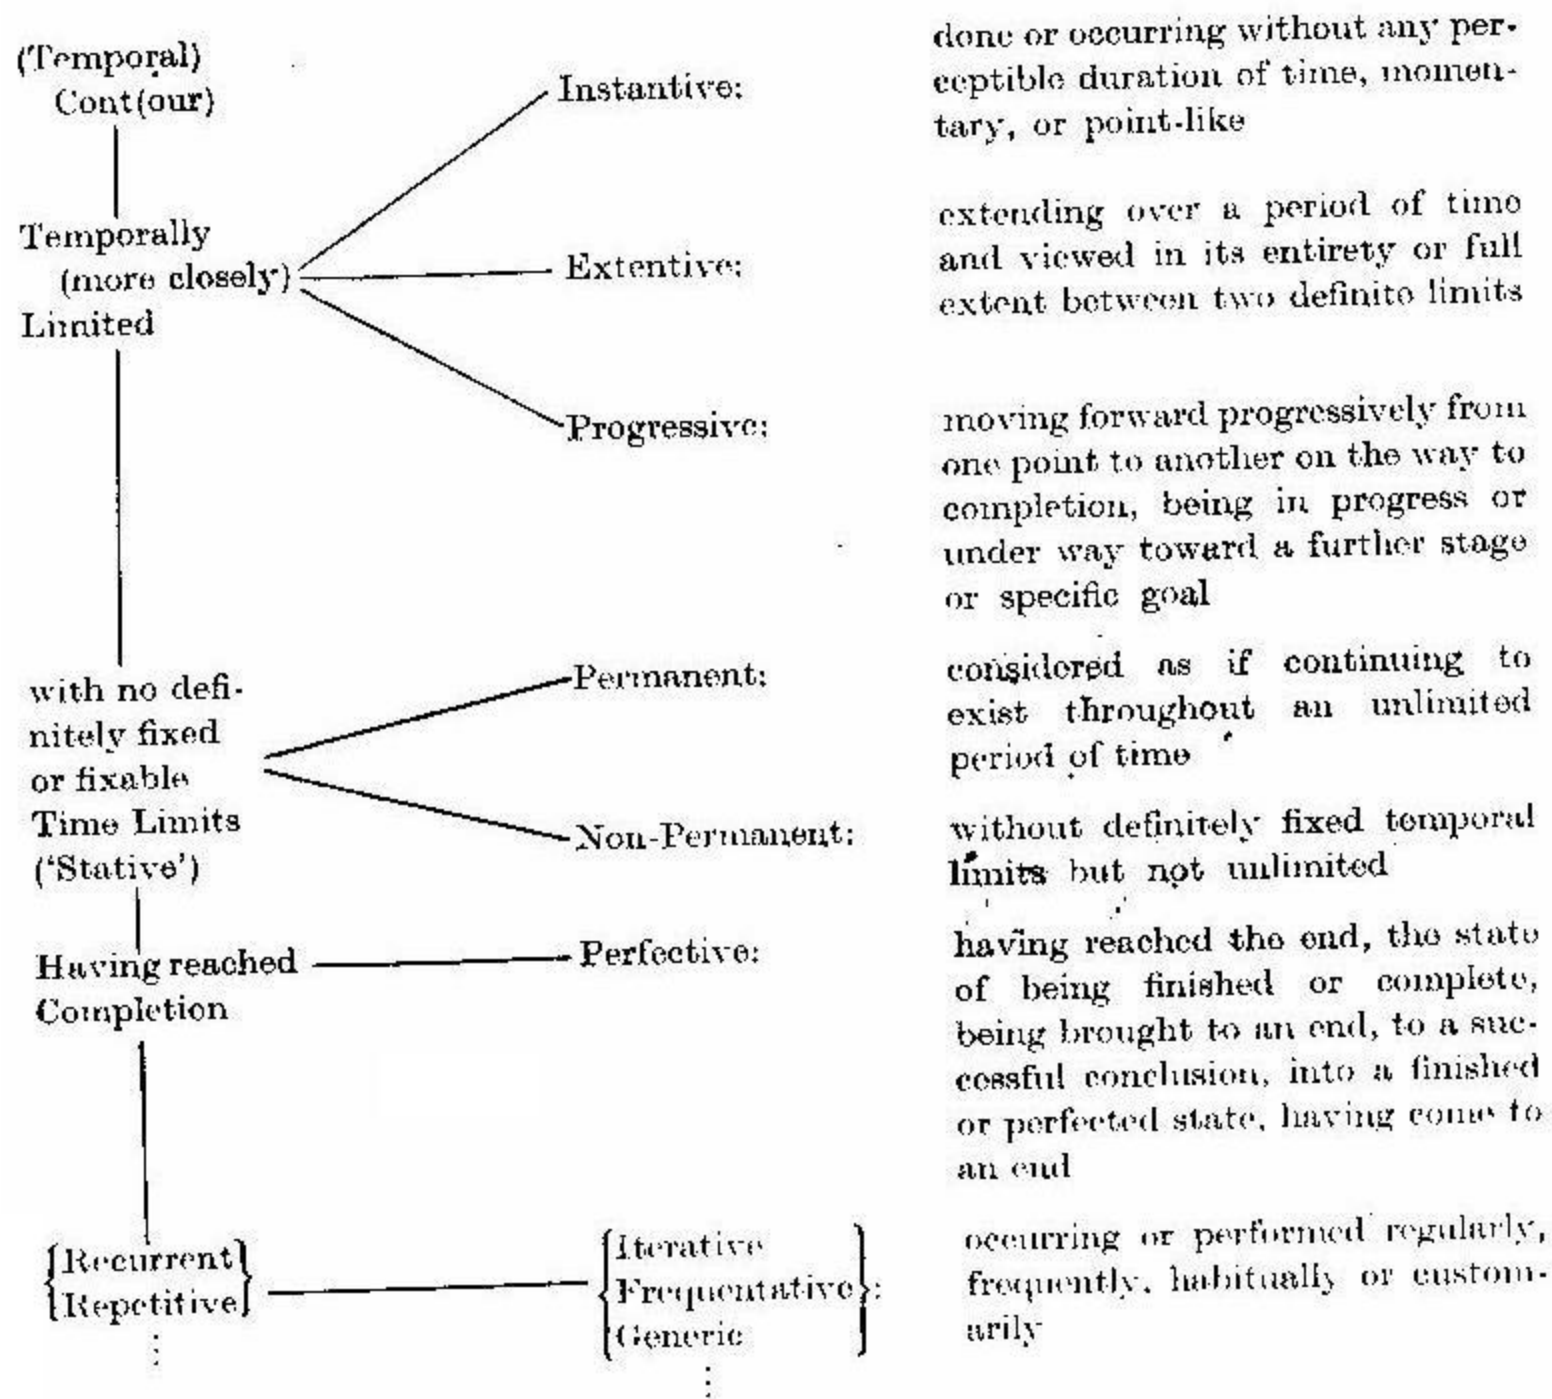 (Temporal)
Cont(our)
Instantive:
done or occurring without any per-
ceptible duration of time, momen-
tary, or point-like
Temporally
(more closely)
Limited
Extentive:
extending over a period of time
and viewed in its entirety or full
extent between two definite limits
Progressive:
moving forward progressively from
one point to another on the way to
completion, being in progress or
under way toward a further stage
or specific goal
with no defi-
nitely fixed
or fixable
Time Limits
('Stative')
Permanent:
considered as if continuing to
exist throughout an unlimited
period of time
Non-Permanent:
without definitely fixed temporal
limits but not unlimited
Having reached
Completion
Perfective:
having reached the end, the state
of being finished or complete,
being brought to an end, to a suc-
cessful conclusion, into a finished
or perfected state, having come to
an end
{Recurrent}
{Repetitive}
{Iterative
Frequentative}:
Generic
occurring or performed regularly,
frequently, habitually or custom-
arily